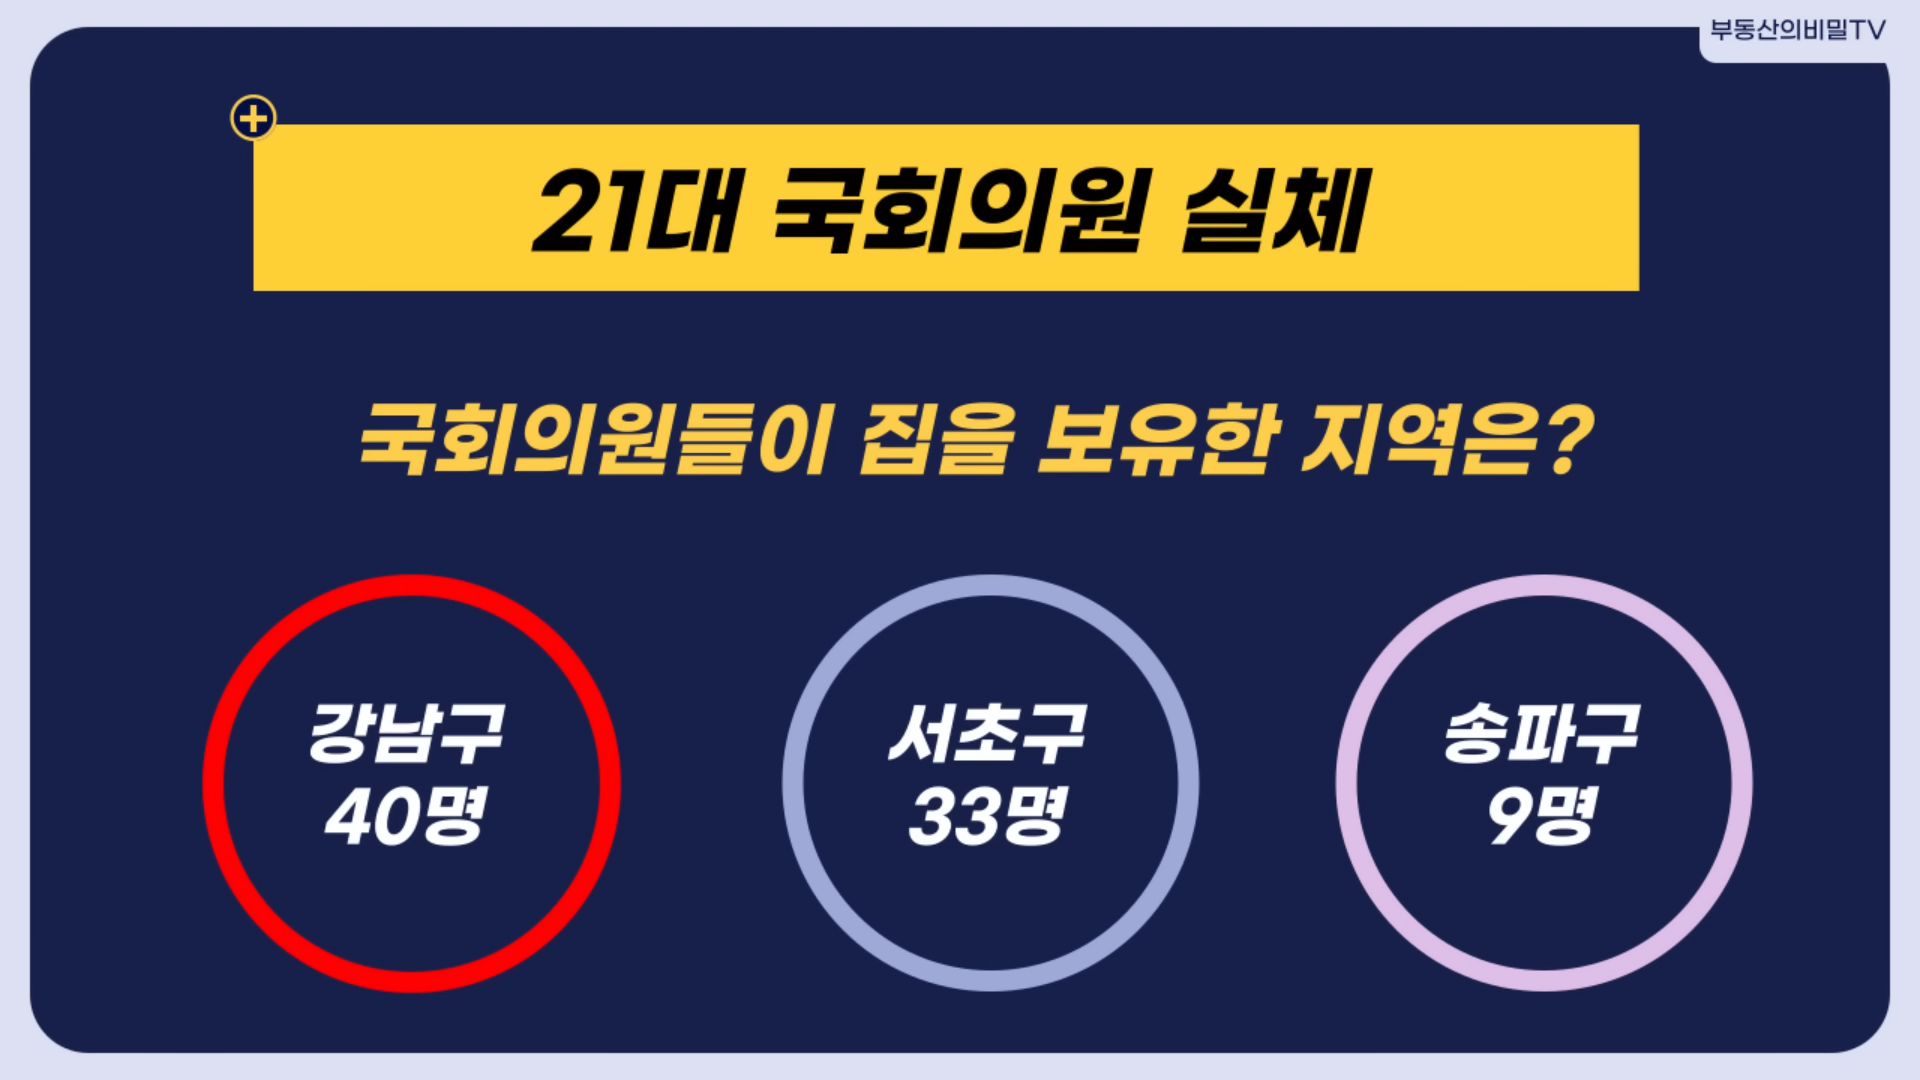 부동산의비밀TV
21대 국회의원 실체
국회의원들이 집을 보유한 지역은?
강남구
40명
서초구
33명
송파구
9명